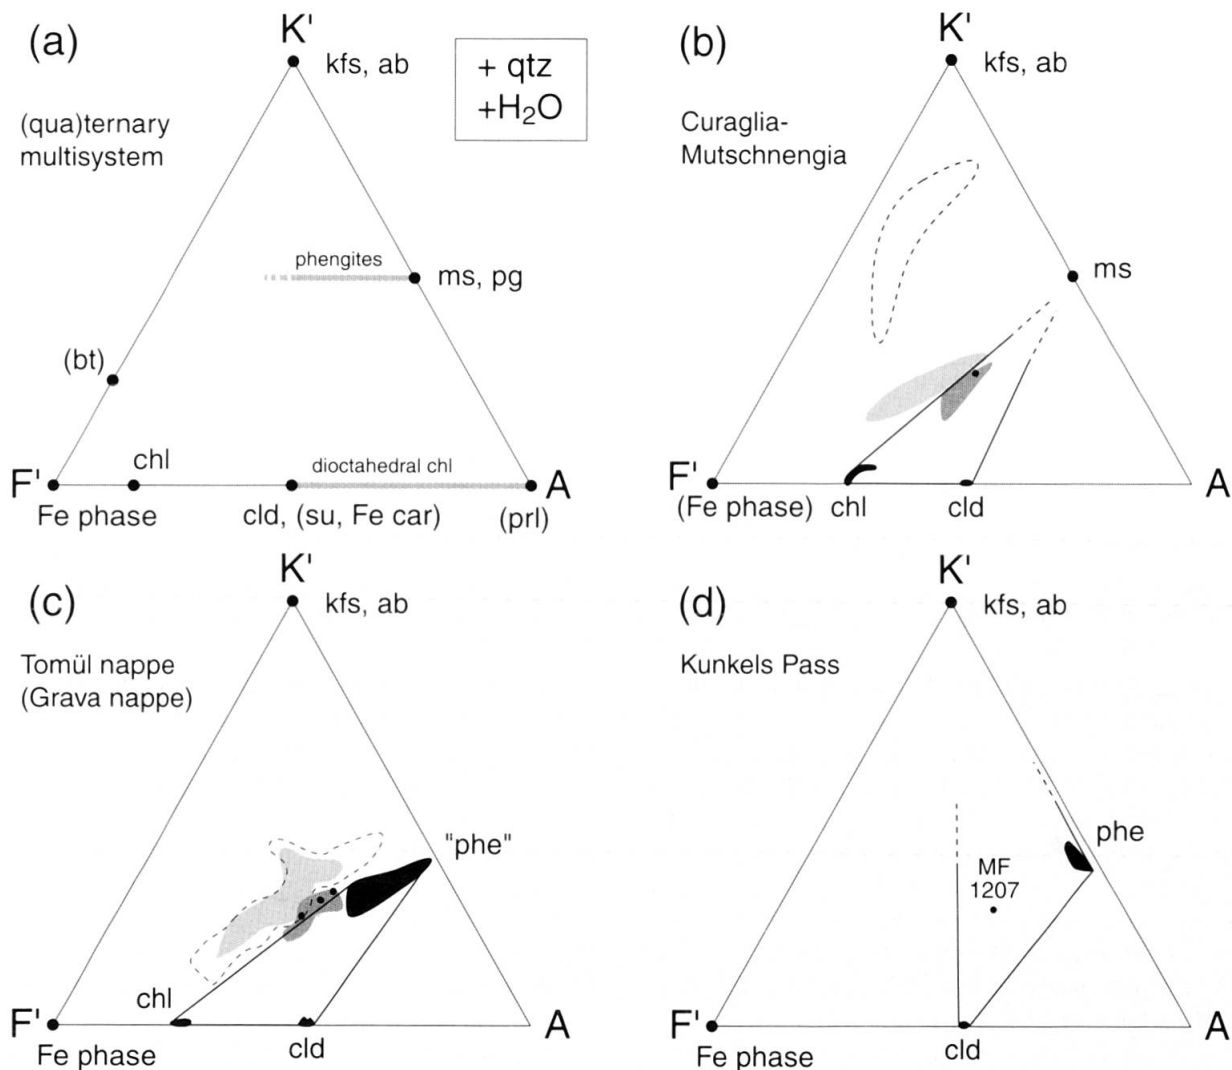 (a)
K'
kfs, ab
+ qtz
+H₂O
(qua)ternary
multisystem
phengites
ms, pg
(bt)
chl
dioctahedral chl
F'
A
Fe phase
cld, (su, Fe car)
(prl)
(b)
K'
kfs, ab
Curaglia-
Mutschnengia
ms
F'
A
(Fe phase)
chl
cld
(c)
K'
kfs, ab
Tomül nappe
(Grava nappe)
"phe"
chl
F'
A
Fe phase
cld
(d)
K'
kfs, ab
Kunkels Pass
phe
MF
1207
F'
A
Fe phase
cld